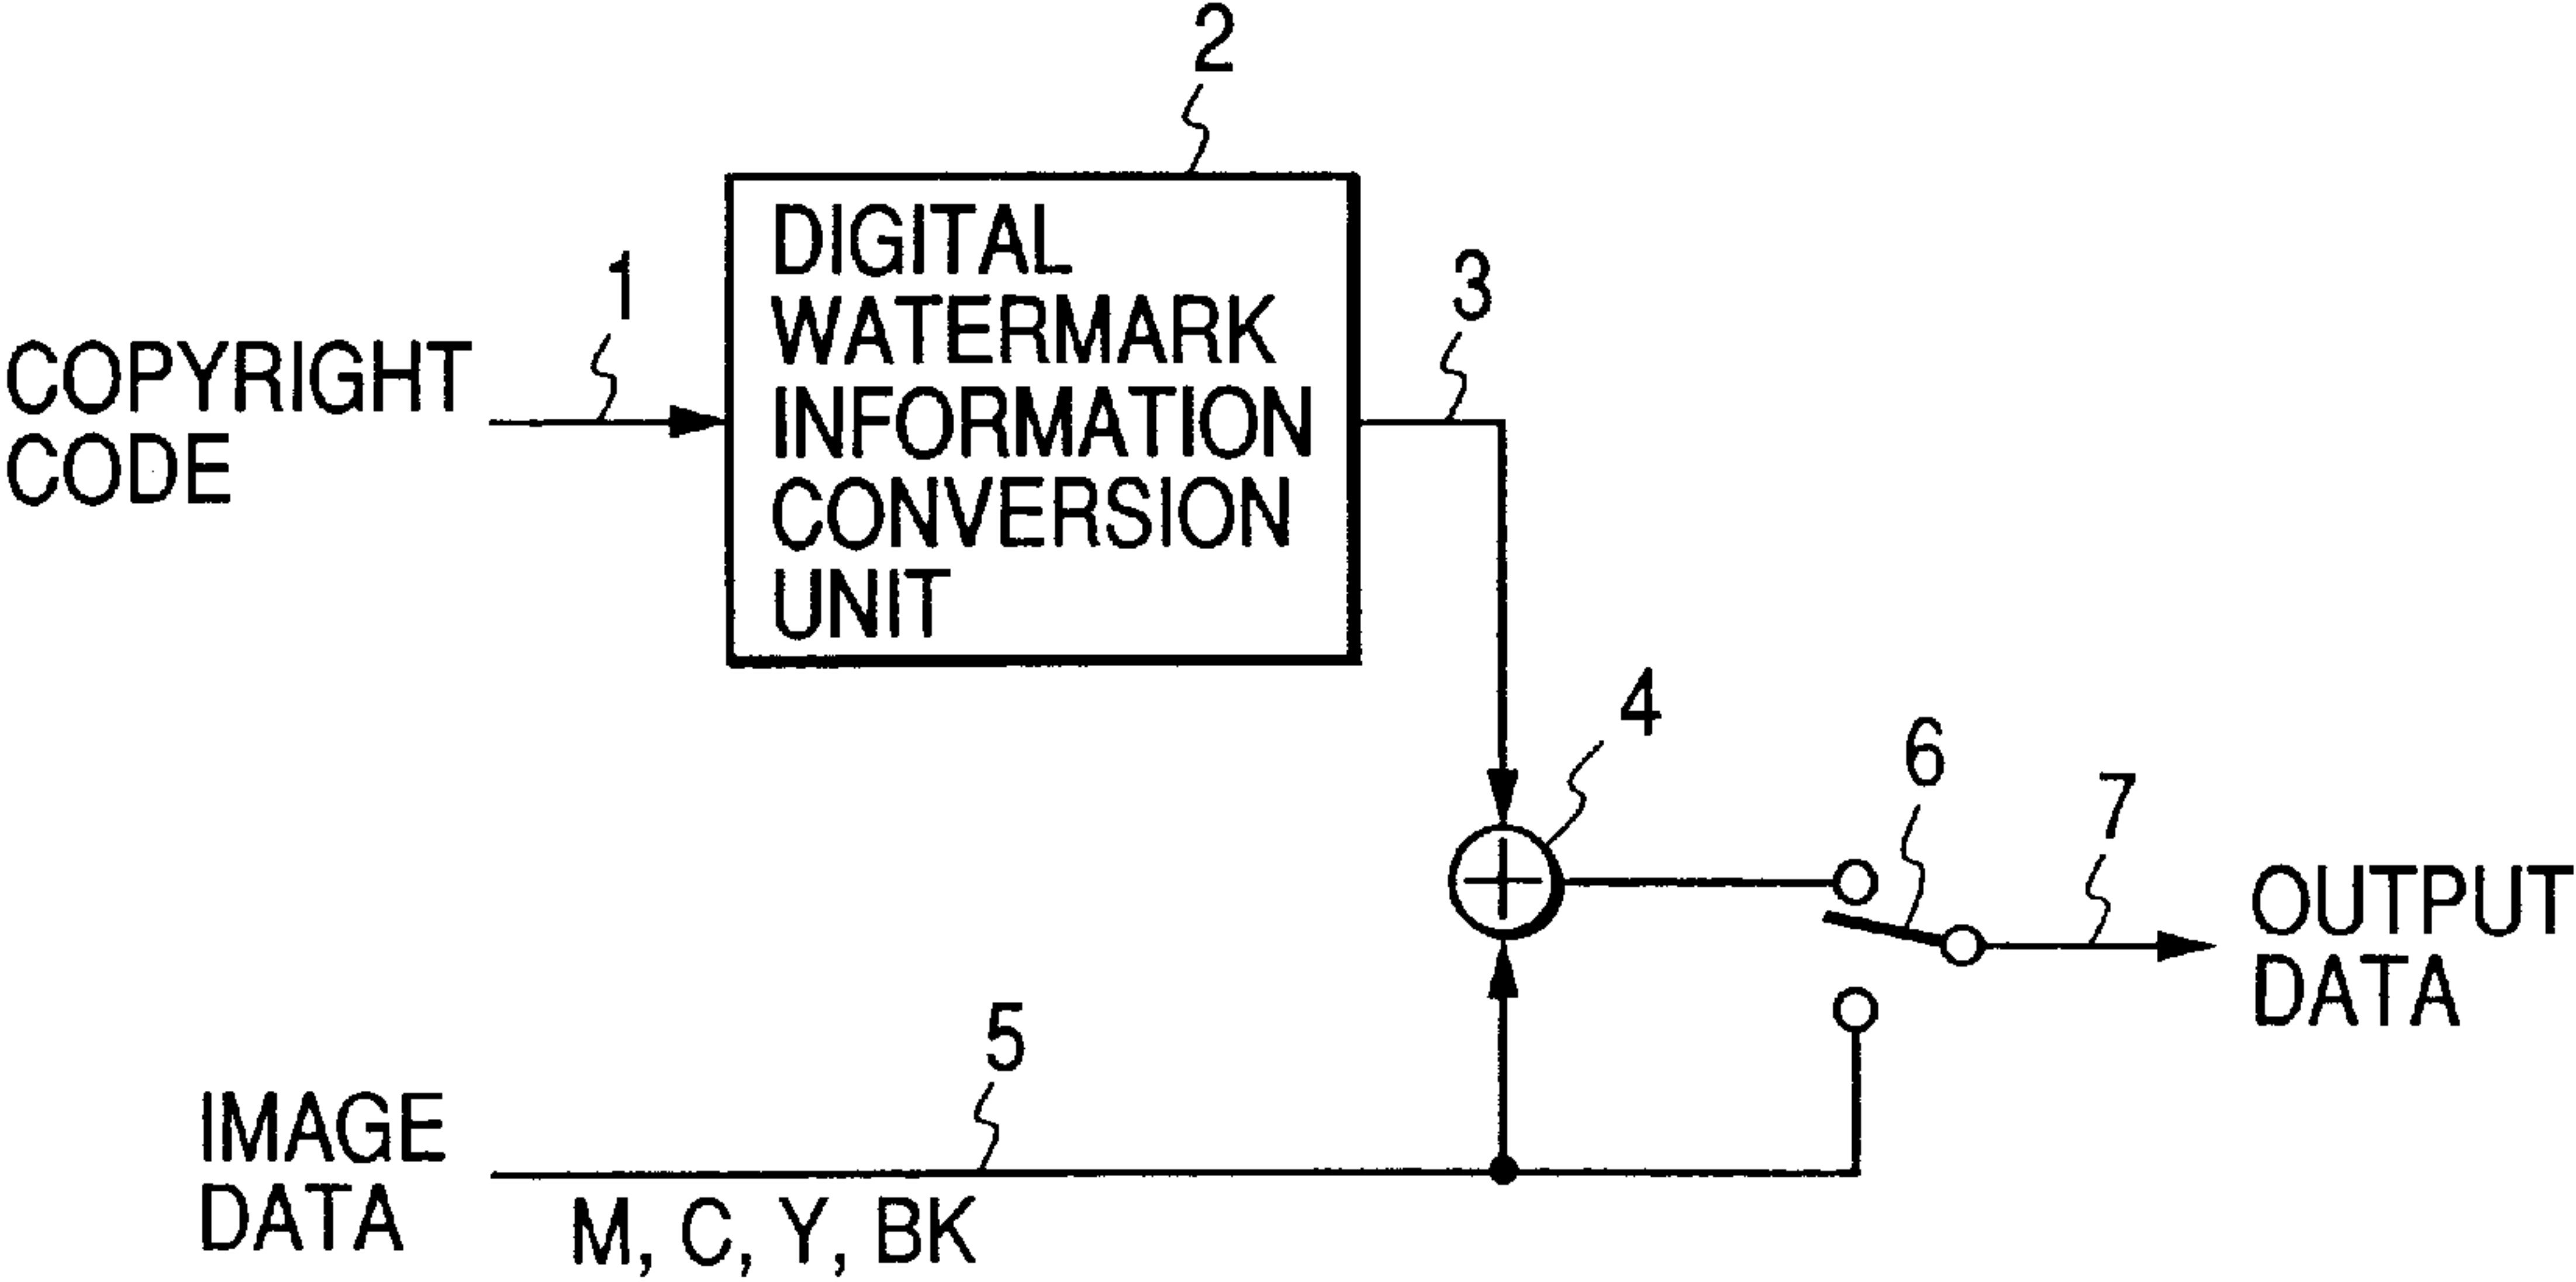 2
DIGITAL
WATERMARK
INFORMATION
CONVERSION
UNIT
1
3
COPYRIGHT
CODE
4
6
7
OUTPUT
DATA
5
IMAGE
DATA
M, C, Y, BK